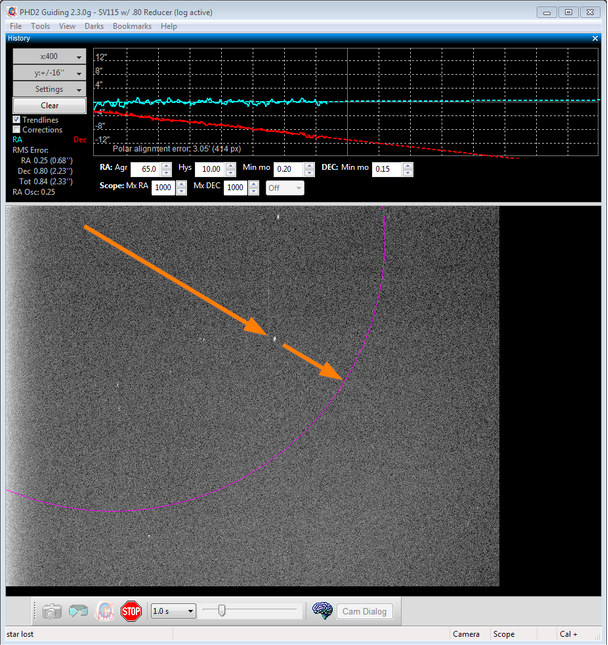 PHD2 Guiding 2.3.0g - SV115 w/ .80 Reducer (log active)
File Tools View Darks Bookmarks Help
History
x:400
y:+/-16"
Settings
Clear
Trendlines
Corrections
RA Dec
RMS Error:
RA 0.25 (0.68")
Dec 0.80 (2.23")
Tot 0.84 (2.33")
RA Osc: 0.25
12"
8"
4"
-4"
-8"
-12"
Polar alignment error: 3.05' (414 px)
RA: Agr 65.0 Hys 10.00 Min mo 0.20 DEC: Min mo 0.15
Scope: Mx RA 1000 Mx DEC 1000 Off
STOP 1.0 s Cam Dialog
star lost Camera Scope Cal +